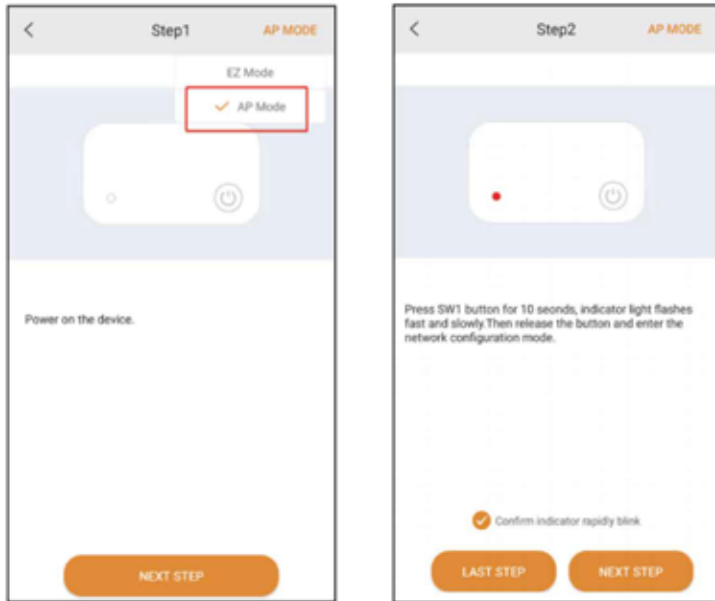 Step1
AP MODE
EZ Mode
AP Mode
Power on the device.
NEXT STEP
Step2
AP MODE
Press SW1 button for 10 seonds, indicator light flashes
fast and slowly.Then release the button and enter the
network configuration mode.
Confirm indicator rapidly blink
LAST STEP
NEXT STEP